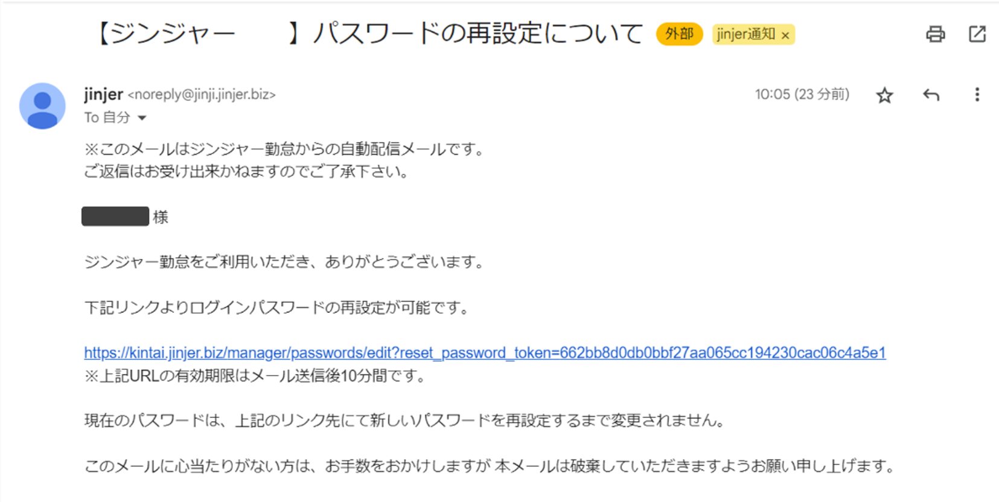 【ジンジャー　　】パスワードの再設定について 外部 jinjer通知 ×
jinjer <noreply@jinji.jinjer.biz> 10:05 (23 分前)
To 自分
※このメールはジンジャー勤怠からの自動配信メールです。
ご返信はお受け出来かねますのでご了承下さい。
様
ジンジャー勤怠をご利用いただき、ありがとうございます。
下記リンクよりログインパスワードの再設定が可能です。
https://kintai.jinjer.biz/manager/passwords/edit?reset_password_token=662bb8d0db0bbf27aa065cc194230cac06c4a5e1
※上記URLの有効期限はメール送信後10分間です。
現在のパスワードは、上記のリンク先にて新しいパスワードを再設定するまで変更されません。
このメールに心当たりがない方は、お手数をおかけしますが 本メールは破棄していただきますようお願い申し上げます。